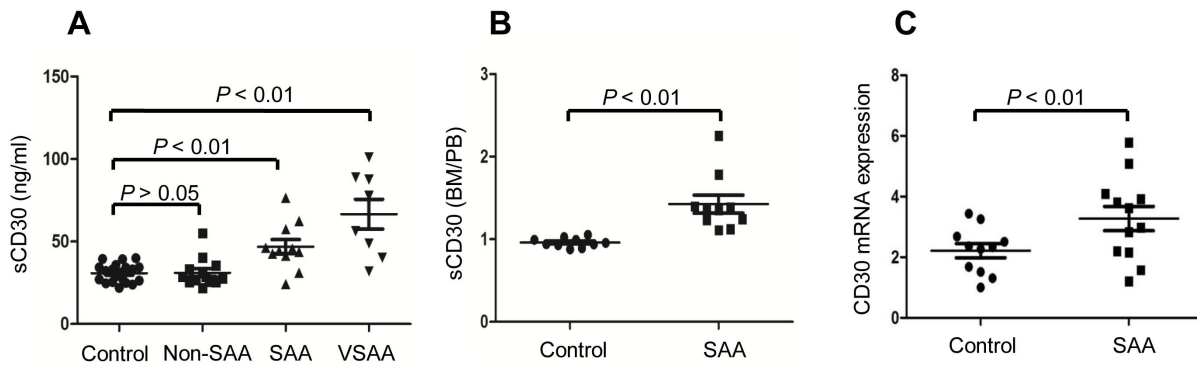 A
sCD30 (ng/ml)
150
100
50
0
P < 0.01
P < 0.01
P > 0.05
Control Non-SAA SAA VSAA
B
sCD30 (BM/PB)
3
2
1
0
P < 0.01
Control SAA
C
CD30 mRNA expression
8
6
4
2
0
P < 0.01
Control SAA